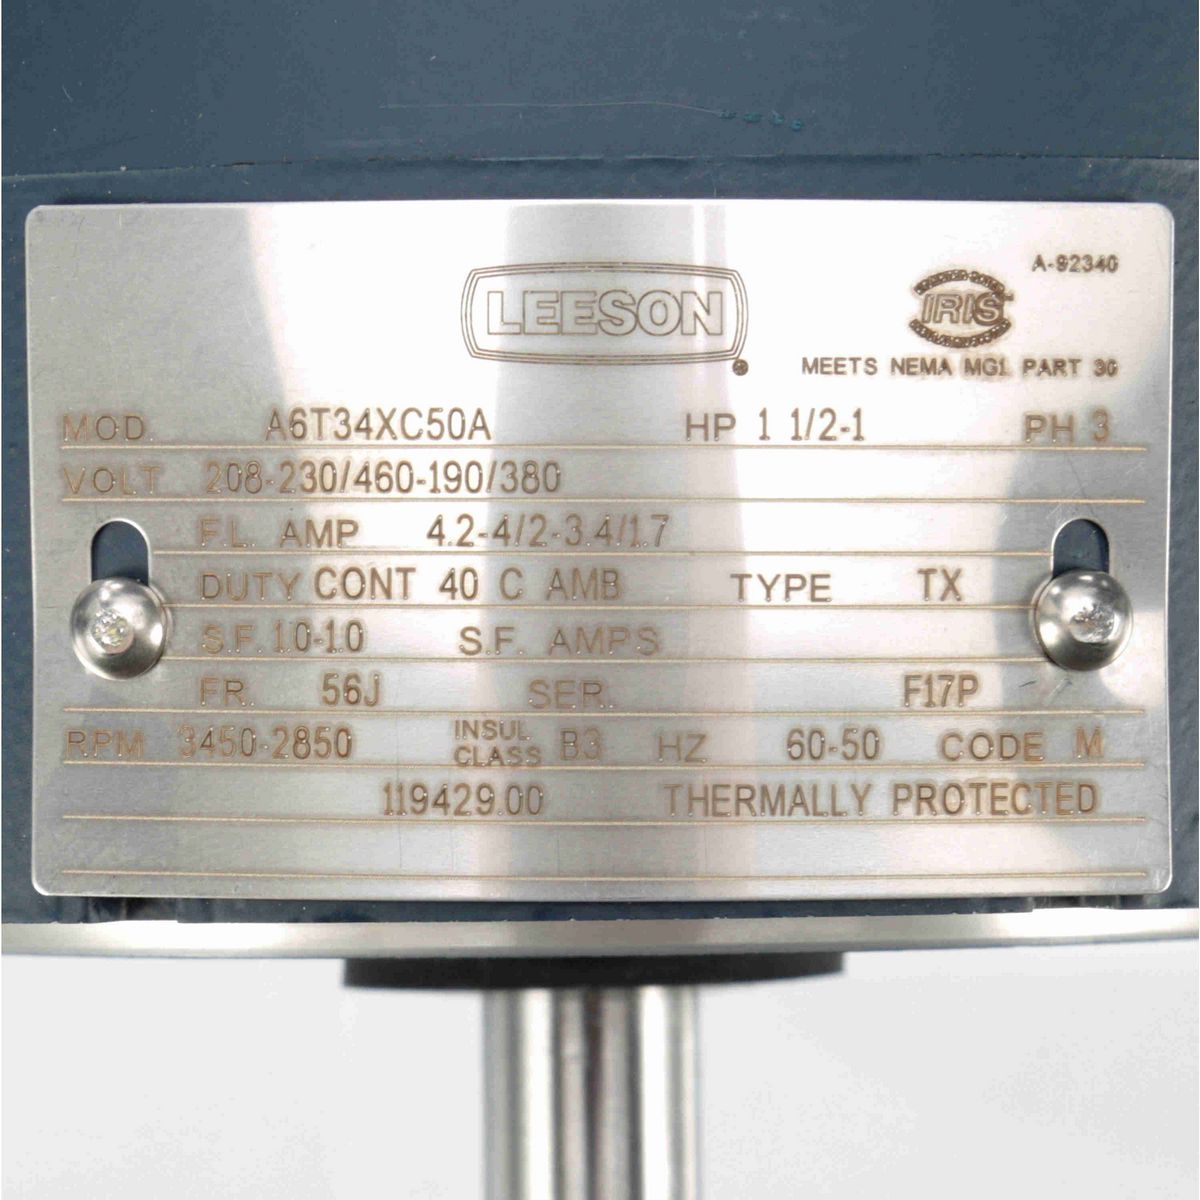 A-92340
LEESON
IRIS
MEETS NEMA MG1 PART 30
MOD. A6T34XC50A HP 1 1/2-1 PH 3
VOLT 208-230/460-190/380
F.L. AMP 4.2-4/2-3.4/1.7
DUTY CONT 40 C AMB TYPE TX
S.F. 1.0-1.0 S.F. AMPS
FR. 56J SER. F17P
RPM 3450-2850 INSUL CLASS B3 HZ 60-50 CODE M
119429.00 THERMALLY PROTECTED